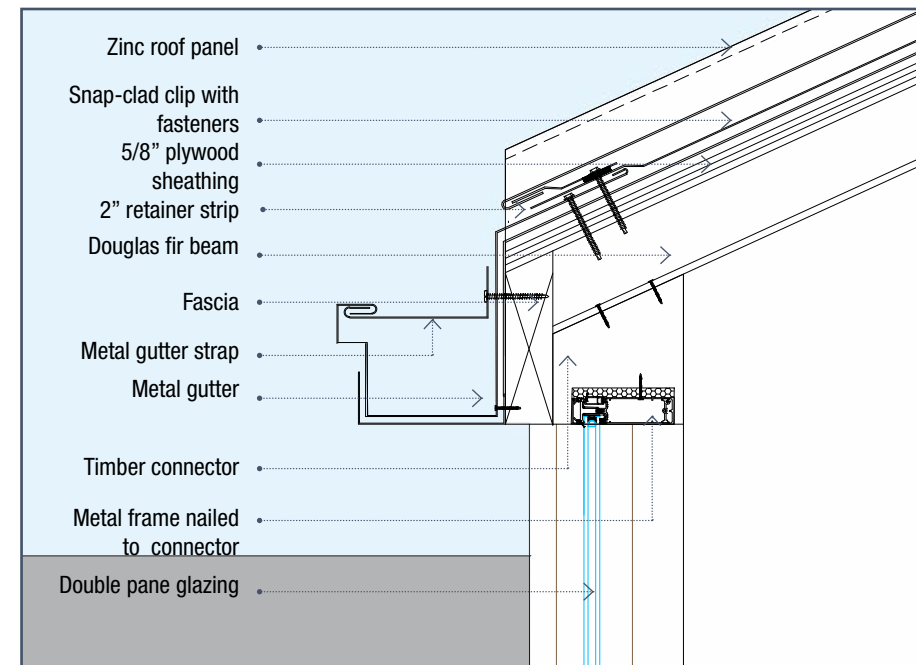 Zinc roof panel
Snap-clad clip with
fasteners
5/8” plywood
sheathing
2” retainer strip
Douglas fir beam
Fascia
Metal gutter strap
Metal gutter
Timber connector
Metal frame nailed
to connector
Double pane glazing